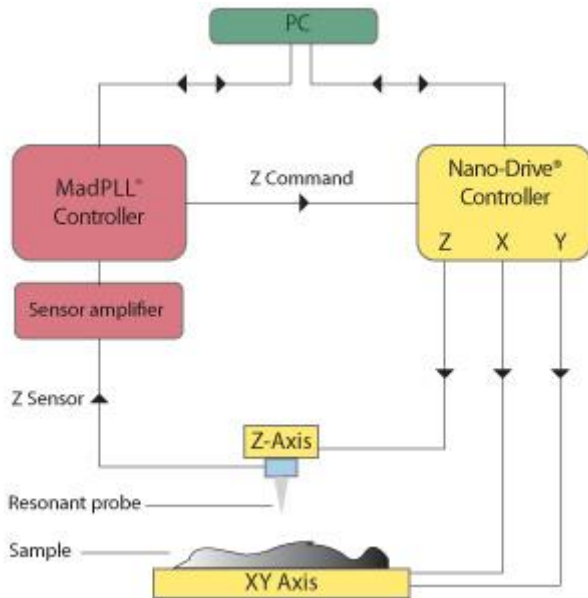 PC
MadPLL®
Controller
Z Command
Nano-Drive®
Controller
Z X Y
Sensor amplifier
Z Sensor
Z-Axis
Resonant probe
Sample
XY Axis